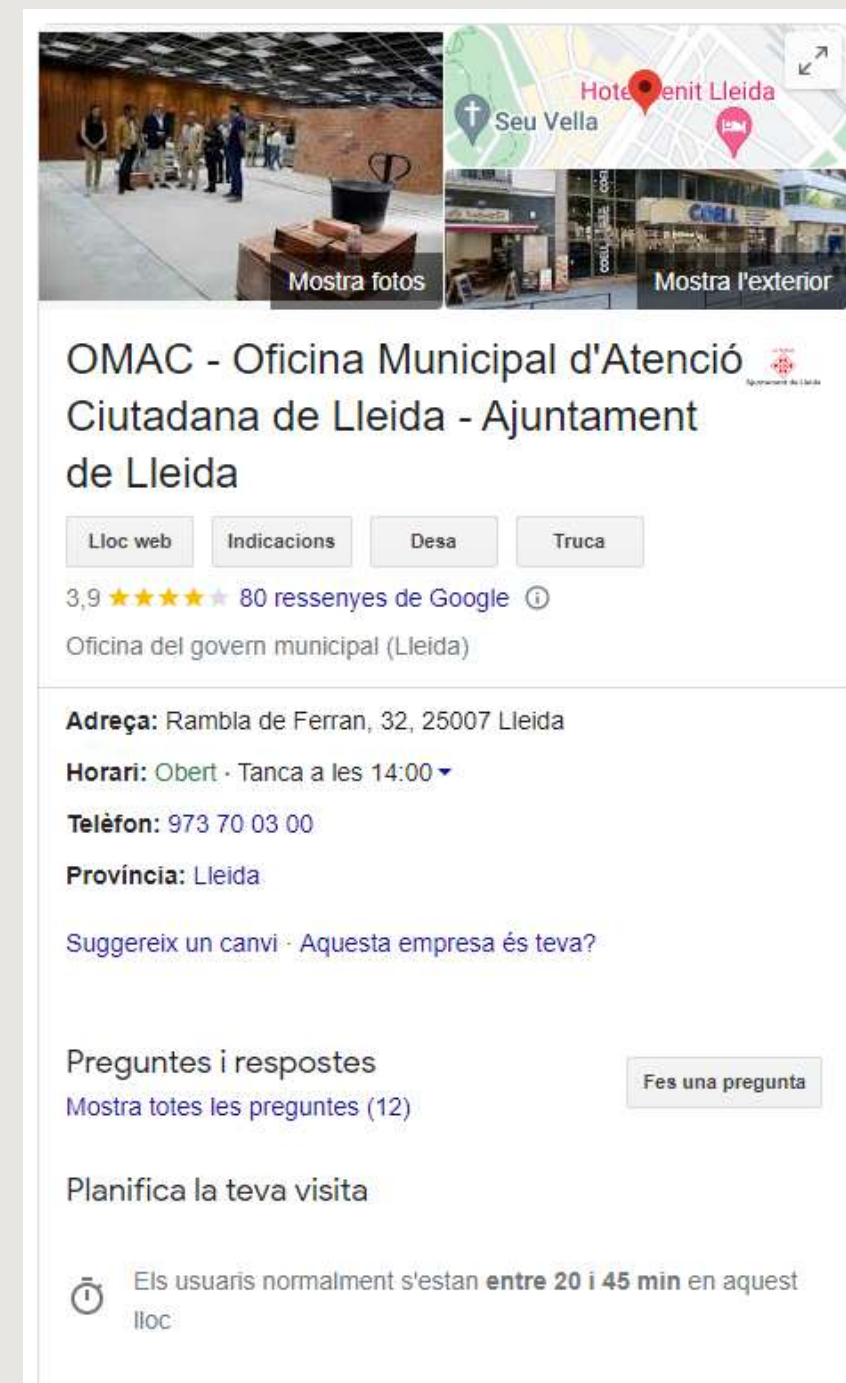 Hotel Zenit Lleida
Seu Vella
COELL
Mostra fotos
Mostra l'exterior
OMAC - Oficina Municipal d'Atenció
Ciutadana de Lleida - Ajuntament
de Lleida
Ajuntament de Lleida
Lloc web
Indicacions
Desa
Truca
3,9 80 ressenyes de Google
Oficina del govern municipal (Lleida)
Adreça: Rambla de Ferran, 32, 25007 Lleida
Horari: Obert · Tanca a les 14:00
Telèfon: 973 70 03 00
Província: Lleida
Suggereix un canvi · Aquesta empresa és teva?
Preguntes i respostes
Fes una pregunta
Mostra totes les preguntes (12)
Planifica la teva visita
Els usuaris normalment s'estan entre 20 i 45 min en aquest
lloc